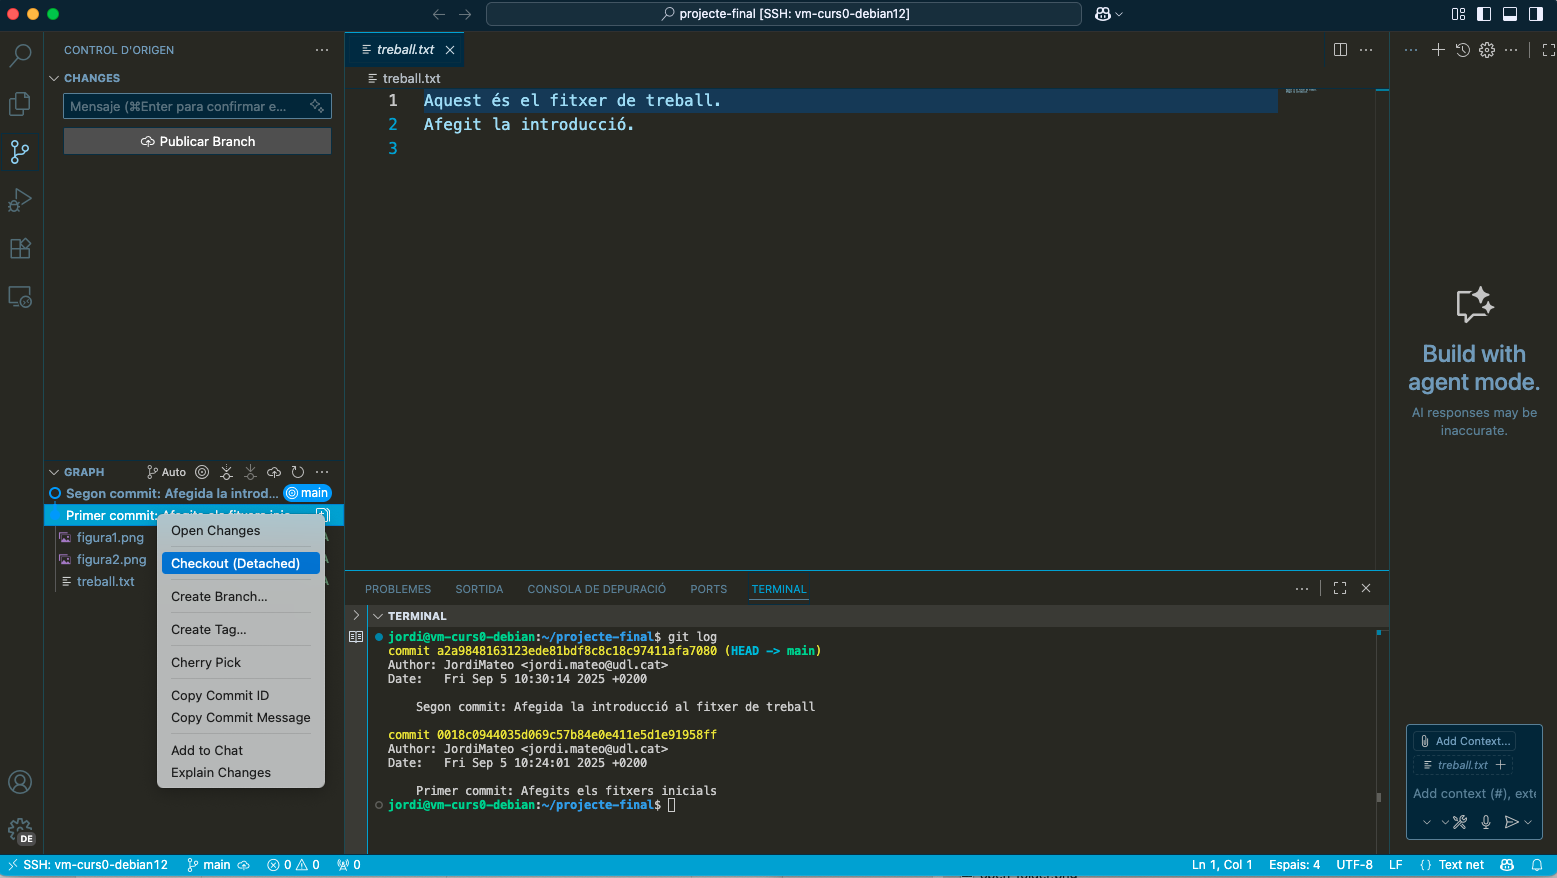 projecte-final [SSH: vm-curs0-debian12]
CONTROL D'ORIGEN
CHANGES
Mensaje (⌘Enter para confirmar e...
Publicar Branch
GRAPH
Auto
Segon commit: Afegida la introd...
main
Primer commit:
figura1.png
figura2.png
treball.txt
Open Changes
Checkout (Detached)
Create Branch...
Create Tag...
Cherry Pick
Copy Commit ID
Copy Commit Message
Add to Chat
Explain Changes
treball.txt
treball.txt
1 Aquest és el fitxer de treball.
2 Afegit la introducció.
3
PROBLEMES SORTIDA CONSOLA DE DEPURACIÓ PORTS TERMINAL
TERMINAL
jordi@vm-curs0-debian:~/projecte-final$ git log
commit a2a9848163123ede81bdf8c8c18c97411afa7080 (HEAD -> main)
Author: JordiMateo <jordi.mateo@udl.cat>
Date: Fri Sep 5 10:30:14 2025 +0200
Segon commit: Afegida la introducció al fitxer de treball
commit 0018c0944035d069c57b84e0e411e5d1e91958ff
Author: JordiMateo <jordi.mateo@udl.cat>
Date: Fri Sep 5 10:24:01 2025 +0200
Primer commit: Afegits els fitxers inicials
jordi@vm-curs0-debian:~/projecte-final$
Build with
agent mode.
AI responses may be
inaccurate.
Add Context...
treball.txt
Add context (#), exte
DE
SSH: vm-curs0-debian12 main 0 0 0 Ln 1, Col 1 Espais: 4 UTF-8 LF {} Text net